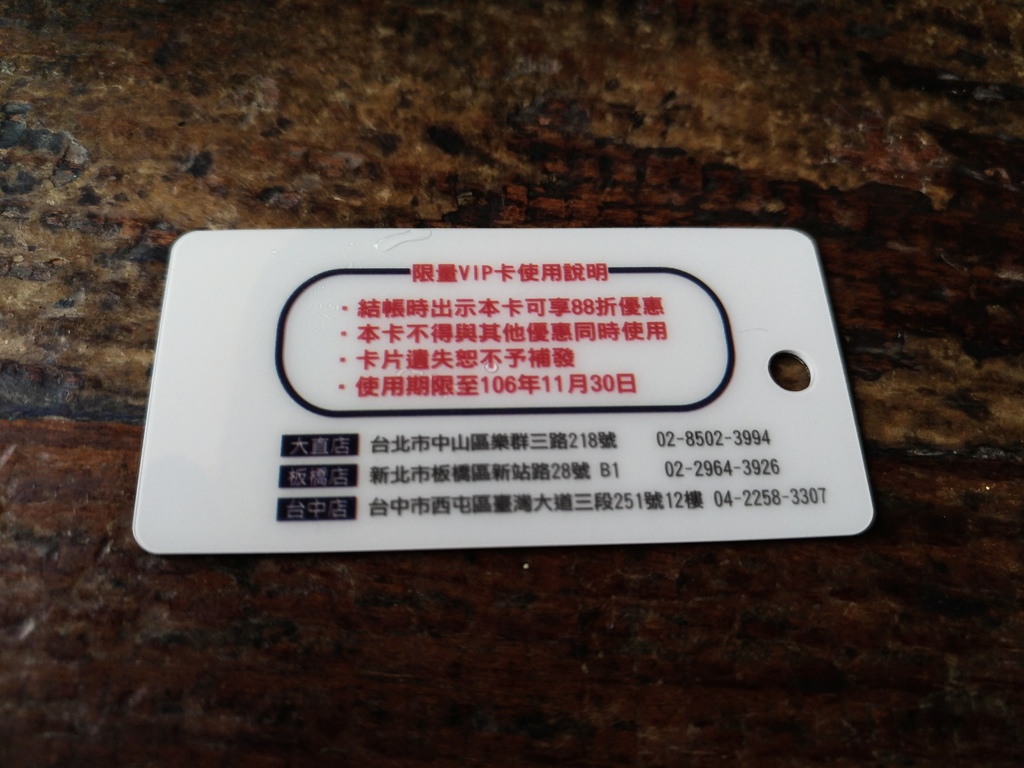 限量VIP卡使用說明
・結帳時出示本卡可享88折優惠
・本卡不得與其他優惠同時使用
・卡片遺失恕不予補發
・使用期限至106年11月30日
大直店 台北市中山區樂群三路218號 02-8502-3994
板橋店 新北市板橋區新站路28號 B1 02-2964-3926
台中店 台中市西屯區臺灣大道三段251號12樓 04-2258-3307